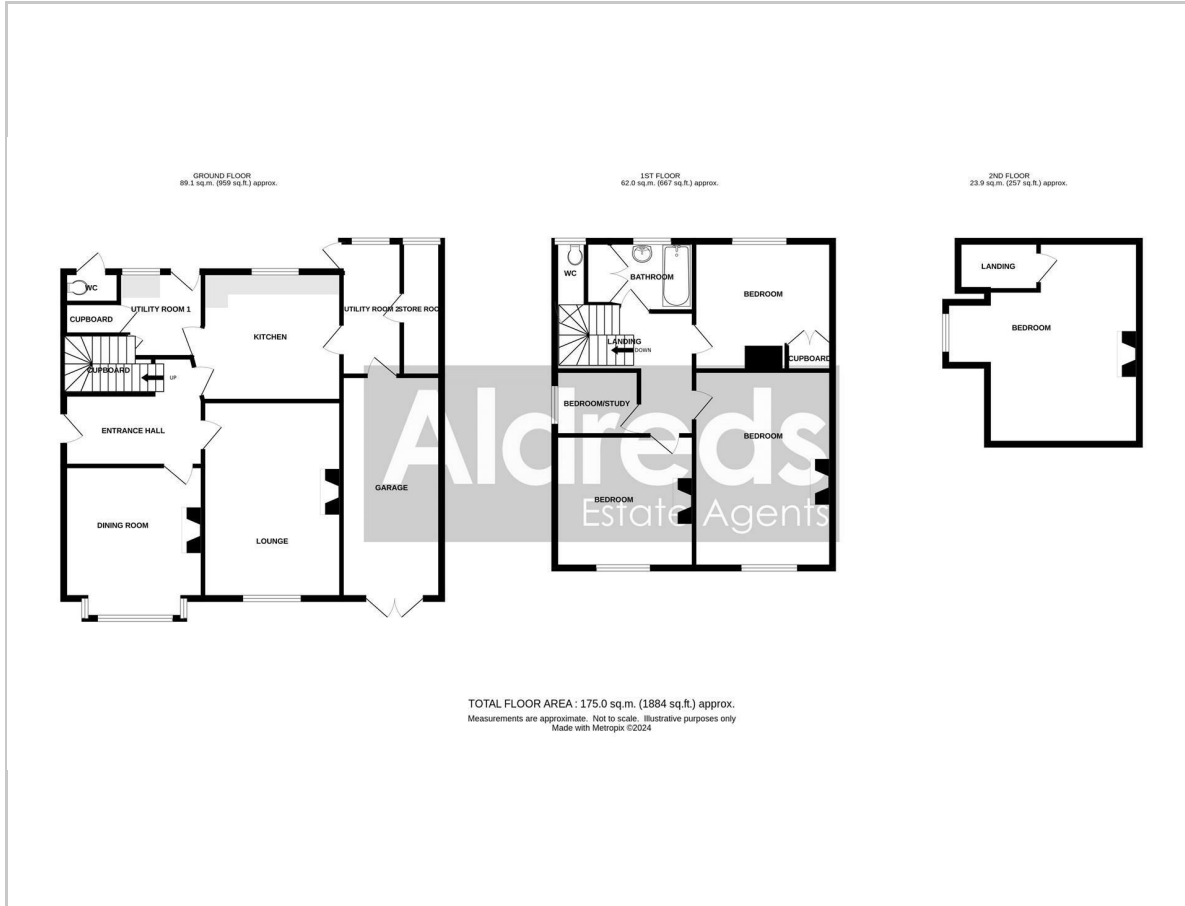 GROUND FLOOR
89.1 sq.m. (959 sq.ft.) approx.
WC
UTILITY ROOM 1
CUPBOARD
KITCHEN
UTILITY ROOM 2
STORE ROO
CUPBOARD
UP
ENTRANCE HALL
DINING ROOM
LOUNGE
GARAGE
1ST FLOOR
62.0 sq.m. (667 sq.ft.) approx.
WC
BATHROOM
BEDROOM
LANDING
DOWN
CUPBOARD
BEDROOM/STUDY
BEDROOM
BEDROOM
2ND FLOOR
23.9 sq.m. (257 sq.ft.) approx.
LANDING
BEDROOM
Aldreds
Estate Agents
TOTAL FLOOR AREA : 175.0 sq.m. (1884 sq.ft.) approx.
Measurements are approximate. Not to scale. Illustrative purposes only
Made with Metropix ©2024